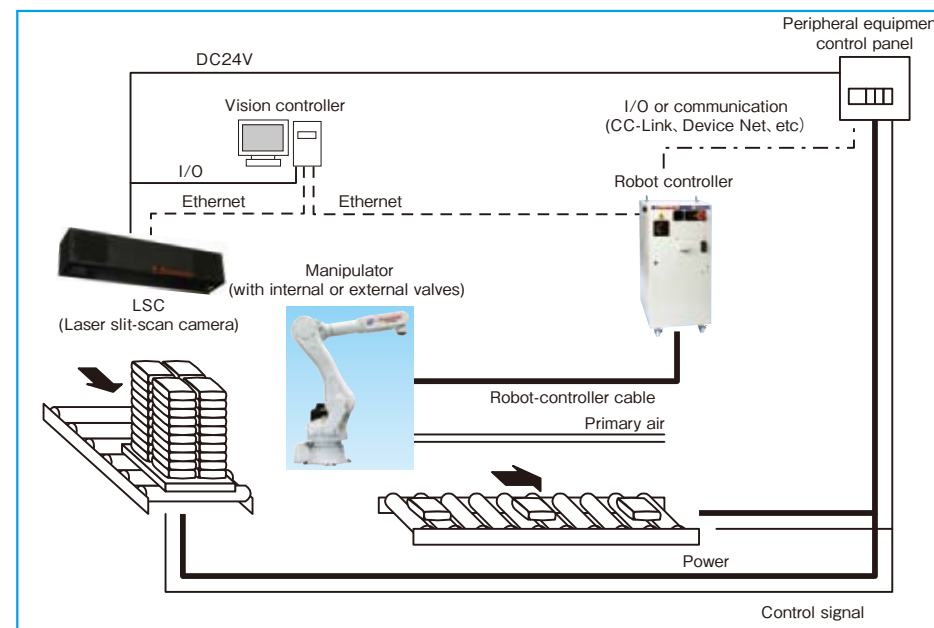 Peripheral equipmen
control panel
DC24V
Vision controller
I/O or communication
(CC-Link、Device Net、etc)
I/O
Robot controller
Ethernet
Ethernet
Manipulator
(with internal or external valves)
LSC
(Laser slit-scan camera)
Robot-controller cable
Primary air
Power
Control signal